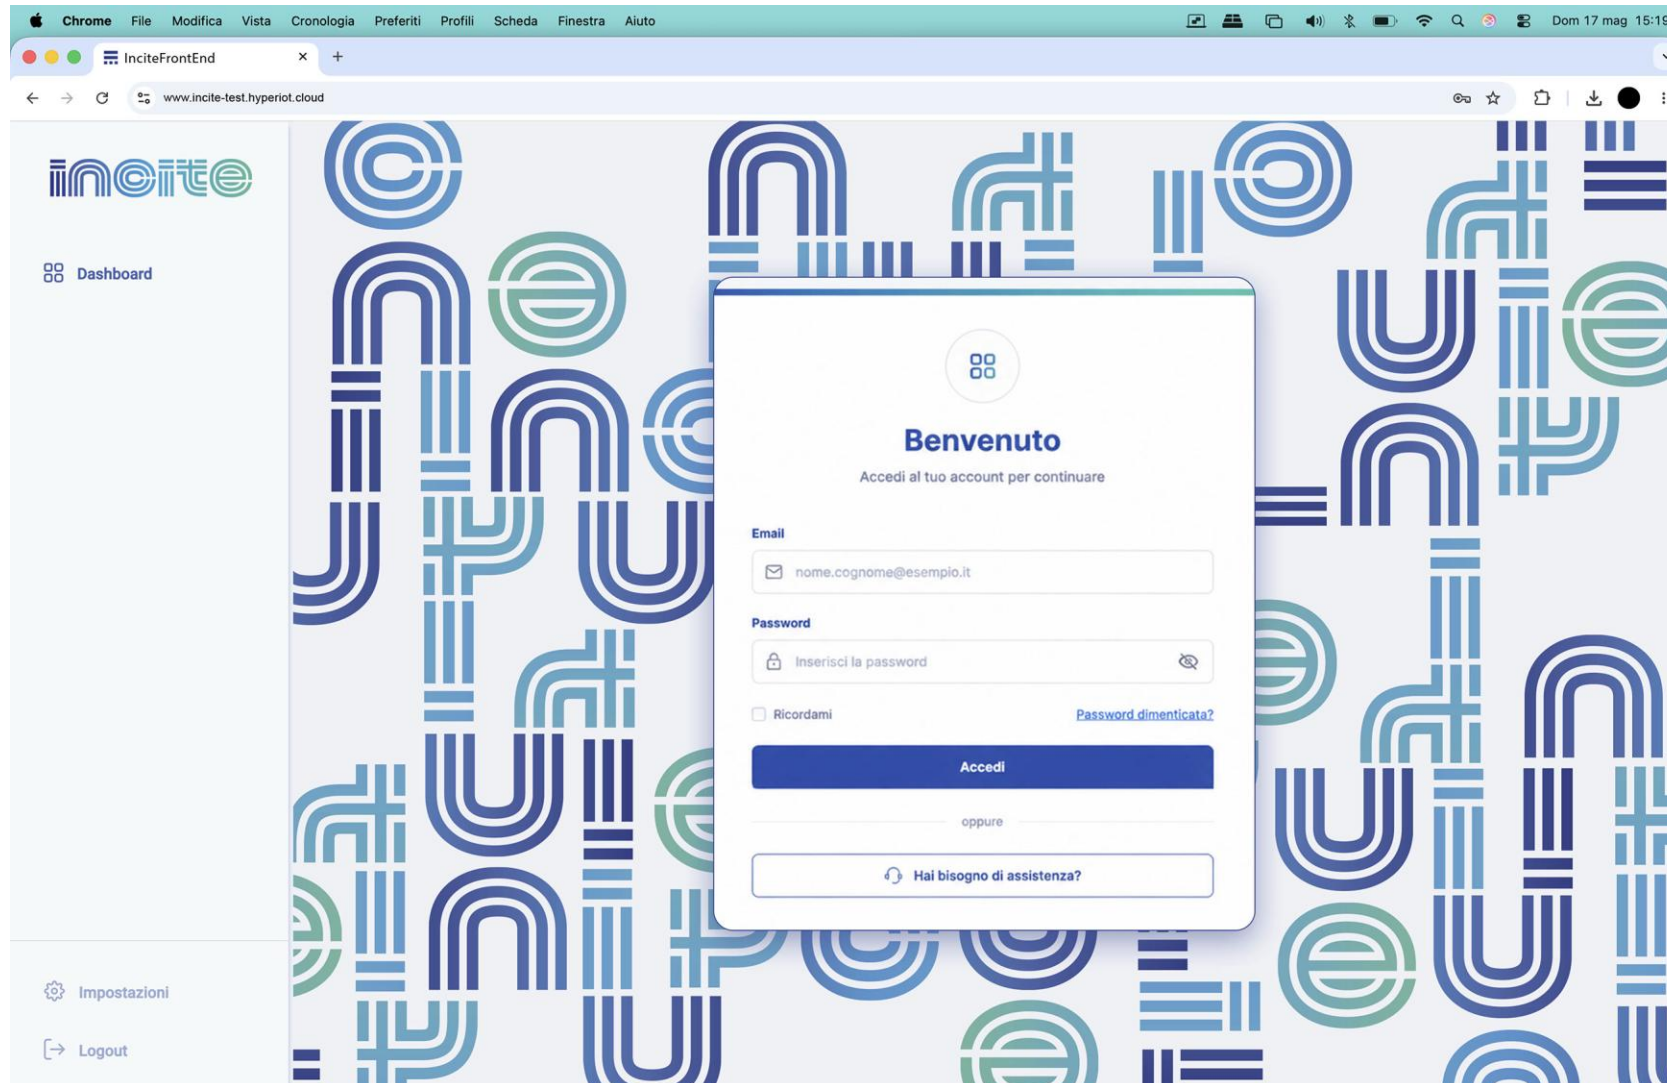 Chrome File Modifica Vista Cronologia Preferiti Profili Scheda Finestra Aiuto Dom 17 mag 15:19
InciteFrontEnd
www.incite-test.hyperiot.cloud
incite
Dashboard
Benvenuto
Accedi al tuo account per continuare
Email
nome.cognome@esempio.it
Password
Inserisci la password
Ricordami Password dimenticata?
Accedi
oppure
Hai bisogno di assistenza?
Impostazioni
Logout